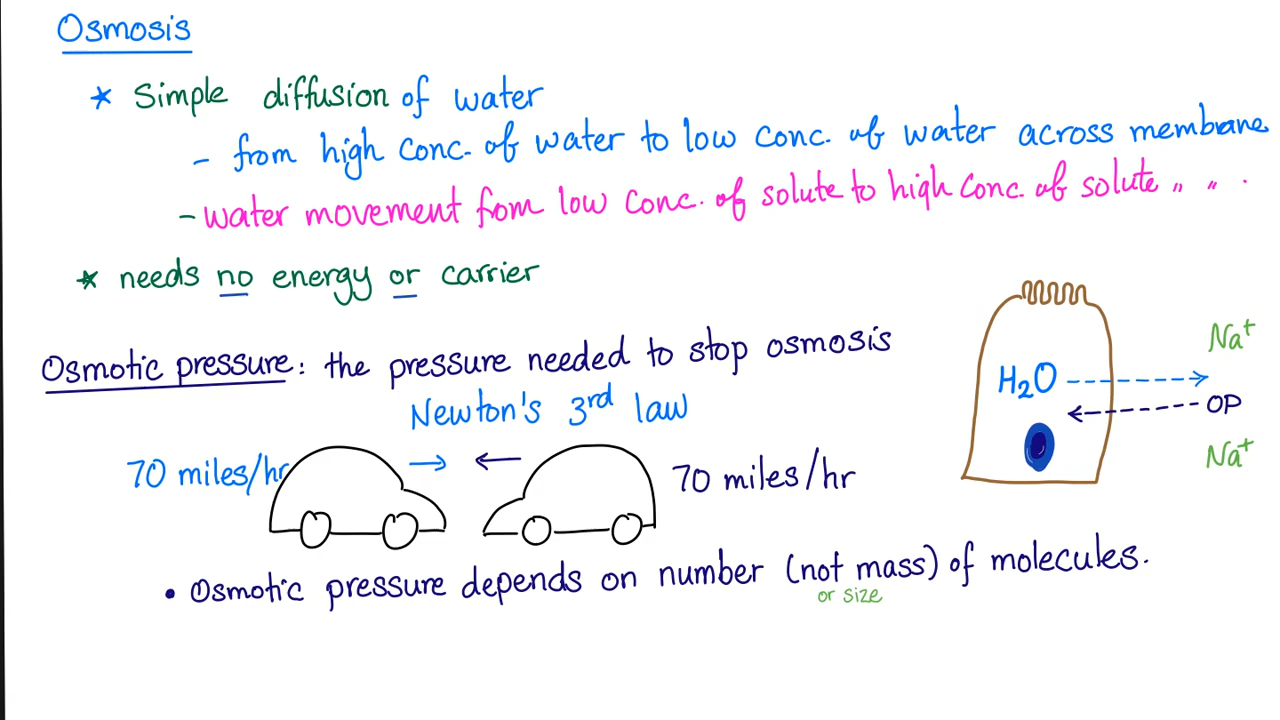 Osmosis
* Simple diffusion of water
- from high conc. of water to low conc. of water across membrane
- water movement from low conc. of solute to high conc. of solute " " .
* needs no energy or carrier
Osmotic pressure: the pressure needed to stop osmosis
Newton's 3rd law
70 miles/hr → ← 70 miles/hr
Na+
H₂O
OP
Na+
• Osmotic pressure depends on number (not mass) of molecules.
or size